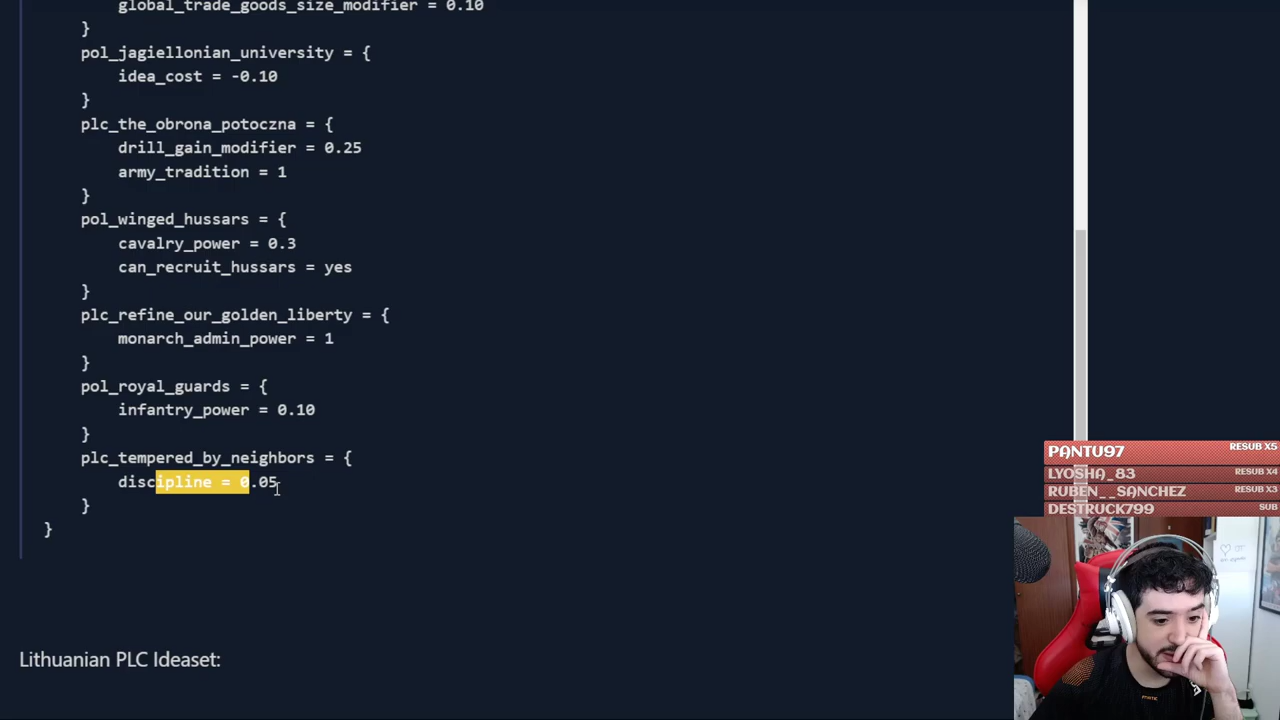 global_trade_goods_size_modifier = 0.10
}
pol_jagiellonian_university = {
idea_cost = -0.10
}
plc_the_obrona_potoczna = {
drill_gain_modifier = 0.25
army_tradition = 1
}
pol_winged_hussars = {
cavalry_power = 0.3
can_recruit_hussars = yes
}
plc_refine_our_golden_liberty = {
monarch_admin_power = 1
}
pol_royal_guards = {
infantry_power = 0.10
}
plc_tempered_by_neighbors = {
discipline = 0.05
}
}
Lithuanian PLC Ideaset:
PANTU97 RESUB X5
LYOSHA_83 RESUB X4
RUBEN__SANCHEZ RESUB X3
DESTRUCK799 SUB